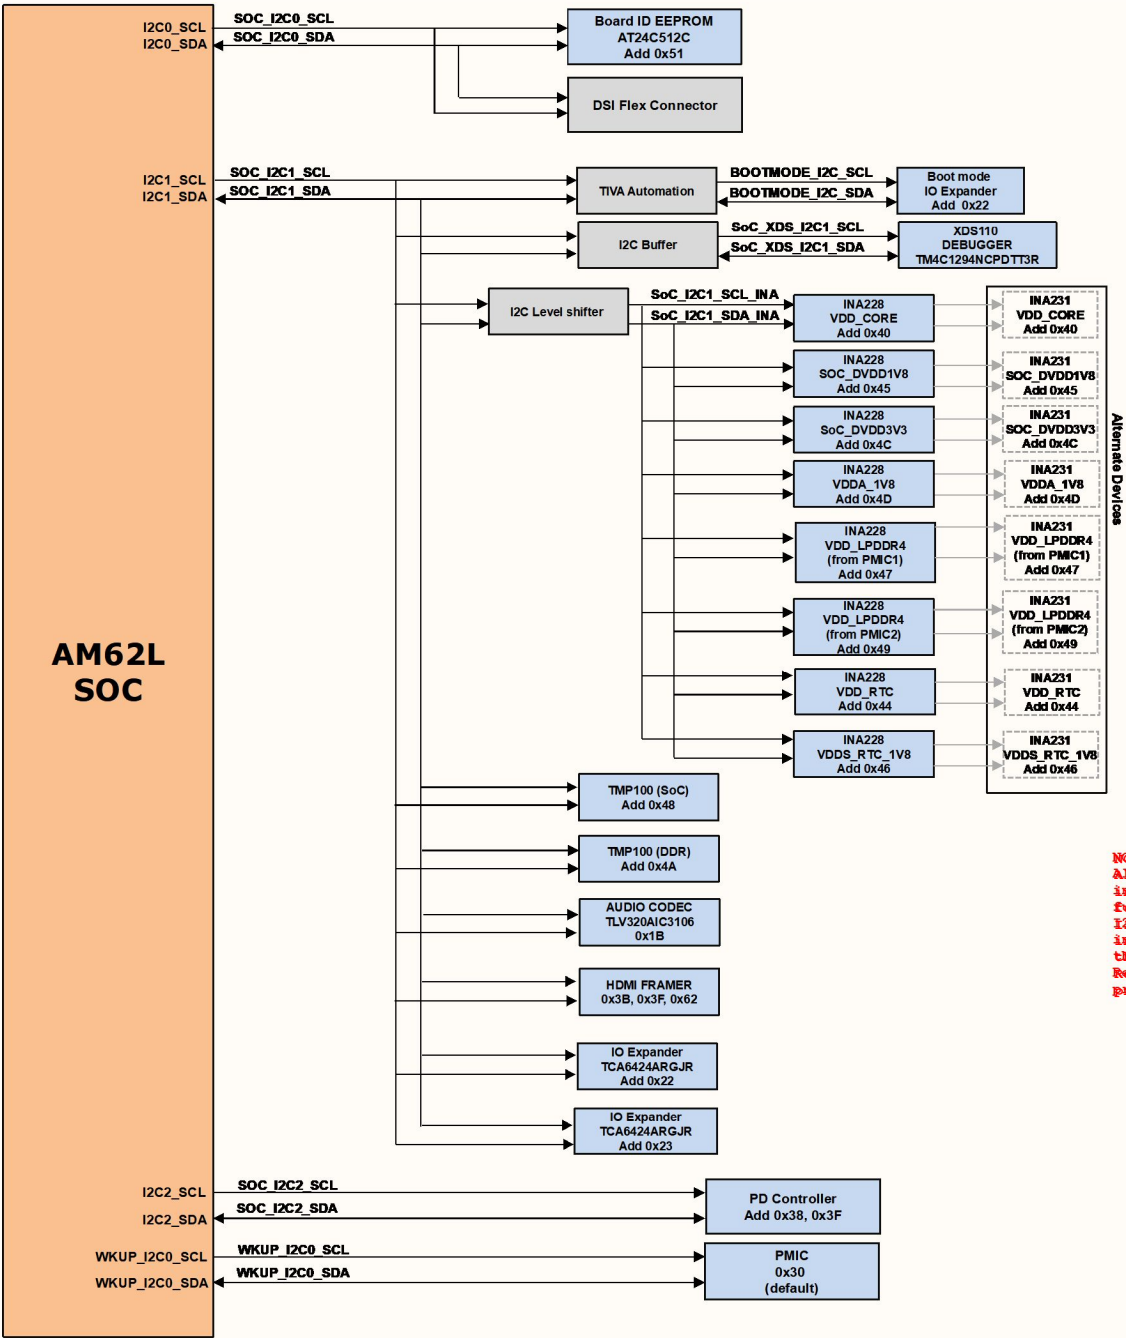 I2C0_SCL
I2C0_SDA
SOC_I2C0_SCL
SOC_I2C0_SDA
Board ID EEPROM
AT24C512C
Add 0x51
DSI Flex Connector
I2C1_SCL
I2C1_SDA
SOC_I2C1_SCL
SOC_I2C1_SDA
TIVA Automation
BOOTMODE_I2C_SCL
BOOTMODE_I2C_SDA
Boot mode
IO Expander
Add 0x22
I2C Buffer
SoC_XDS_I2C1_SCL
SoC_XDS_I2C1_SDA
XDS110
DEBUGGER
TM4C1294NCPDTT3R
I2C Level shifter
SoC_I2C1_SCL_INA
SoC_I2C1_SDA_INA
INA228
VDD_CORE
Add 0x40
INA231
VDD_CORE
Add 0x40
INA228
SOC_DVDD1V8
Add 0x45
INA231
SOC_DVDD1V8
Add 0x45
INA228
SoC_DVDD3V3
Add 0x4C
INA231
SOC_DVDD3V3
Add 0x4C
INA228
VDDA_1V8
Add 0x4D
INA231
VDDA_1V8
Add 0x4D
INA228
VDD_LPDDR4
(from PMIC1)
Add 0x47
INA231
VDD_LPDDR4
(from PMIC1)
Add 0x47
INA228
VDD_LPDDR4
(from PMIC2)
Add 0x49
INA231
VDD_LPDDR4
(from PMIC2)
Add 0x49
INA228
VDD_RTC
Add 0x44
INA231
VDD_RTC
Add 0x44
INA228
VDDS_RTC_1V8
Add 0x46
INA231
VDDS_RTC_1V8
Add 0x46
Alternate Devices
AM62L
SOC
TMP100 (SoC)
Add 0x48
TMP100 (DDR)
Add 0x4A
AUDIO CODEC
TLV320AIC3106
0x1B
HDMI FRAMER
0x3B, 0x3F, 0x62
IO Expander
TCA6424ARGJR
Add 0x22
IO Expander
TCA6424ARGJR
Add 0x23
I2C2_SCL
I2C2_SDA
SOC_I2C2_SCL
SOC_I2C2_SDA
PD Controller
Add 0x38, 0x3F
WKUP_I2C0_SCL
WKUP_I2C0_SDA
WKUP_I2C0_SCL
WKUP_I2C0_SDA
PMIC
0x30
(default)